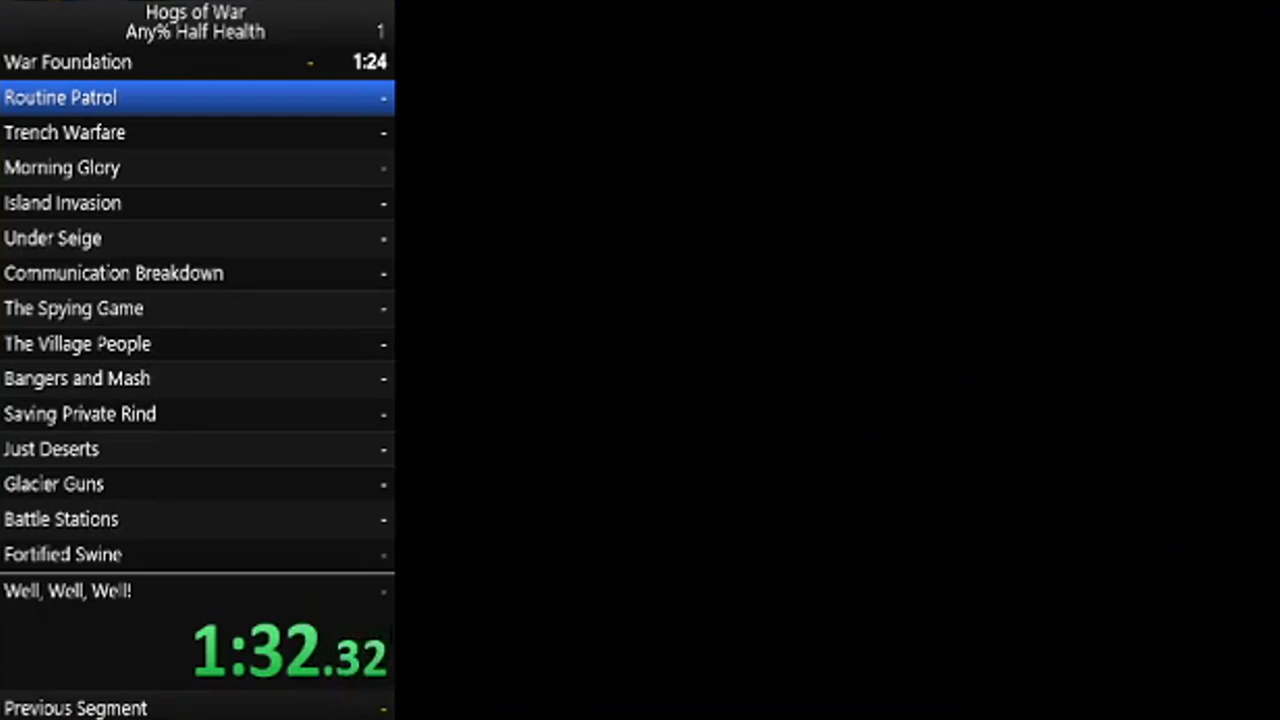 Hogs of War
Any% Half Health 1
War Foundation - 1:24
Routine Patrol -
Trench Warfare -
Morning Glory -
Island Invasion -
Under Seige -
Communication Breakdown -
The Spying Game -
The Village People -
Bangers and Mash -
Saving Private Rind -
Just Deserts -
Glacier Guns -
Battle Stations -
Fortified Swine -
Well, Well, Well! -
1:32.32
Previous Segment -